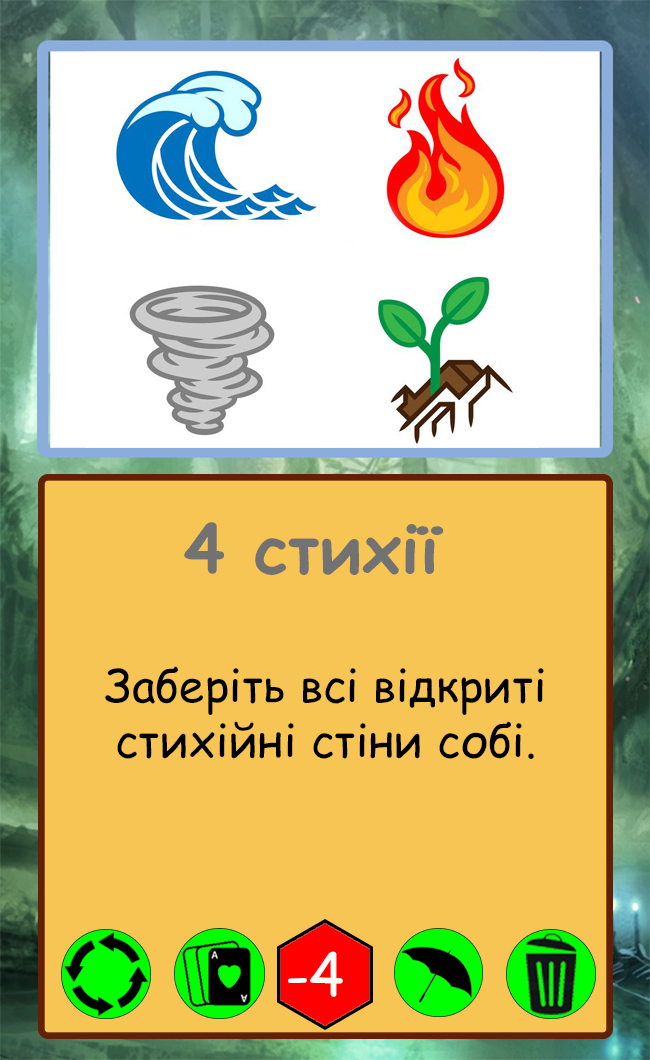 4 стихії
Заберіть всі відкриті
стихійні стіни собі.
A
A
-4